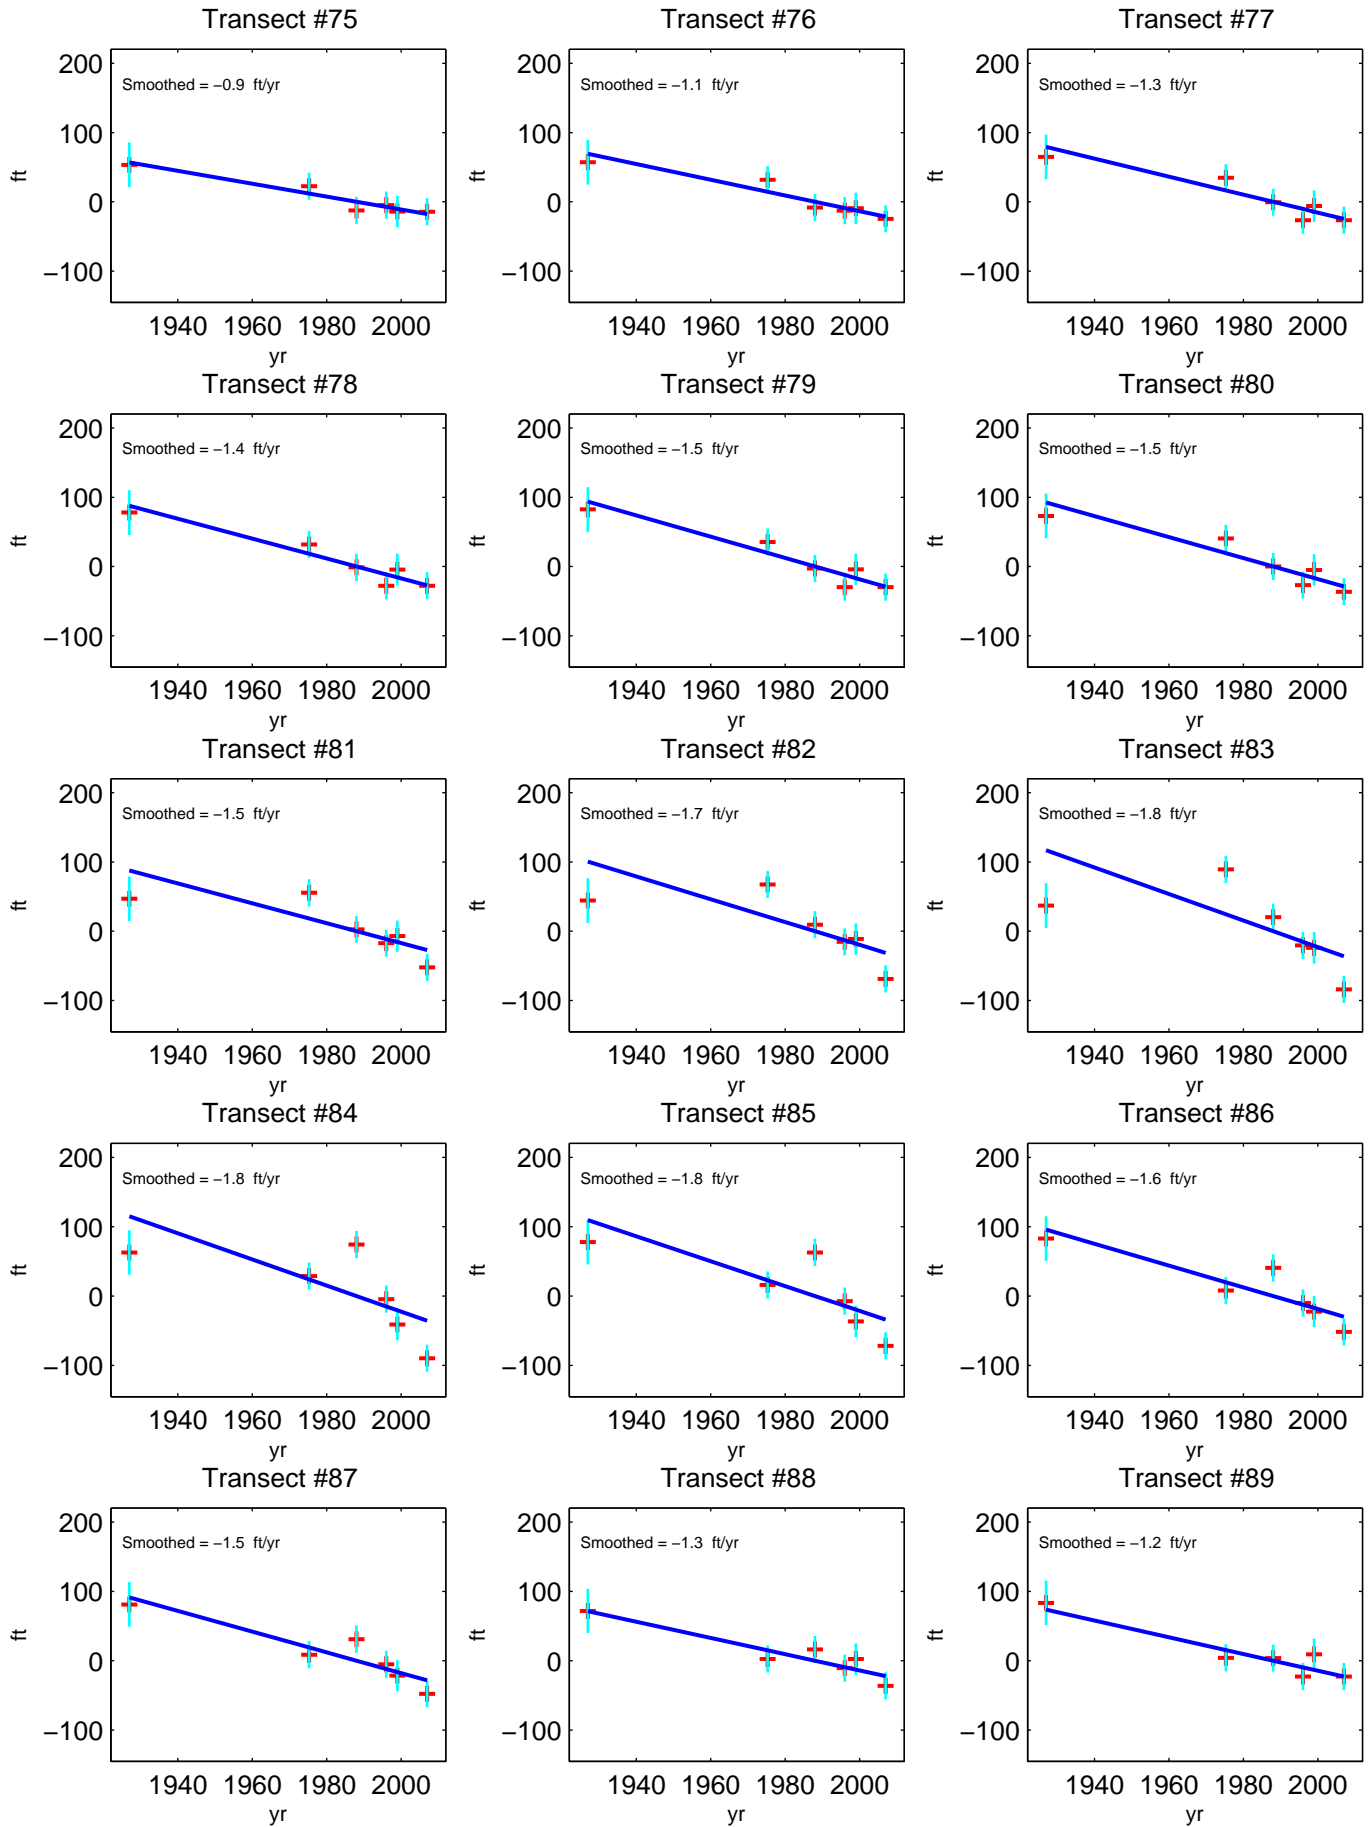 Transect #75 Transect #76 Transect #77
200 200 200
Smoothed = −0.9 ft/yr Smoothed = −1.1 ft/yr Smoothed = −1.3 ft/yr
100 100 100
ft ft ft
0 0 0
−100 −100 −100
1940 1960 1980 2000 1940 1960 1980 2000 1940 1960 1980 2000
yr yr yr
Transect #78 Transect #79 Transect #80
200 200 200
Smoothed = −1.4 ft/yr Smoothed = −1.5 ft/yr Smoothed = −1.5 ft/yr
100 100 100
ft ft ft
0 0 0
−100 −100 −100
1940 1960 1980 2000 1940 1960 1980 2000 1940 1960 1980 2000
yr yr yr
Transect #81 Transect #82 Transect #83
200 200 200
Smoothed = −1.5 ft/yr Smoothed = −1.7 ft/yr Smoothed = −1.8 ft/yr
100 100 100
ft ft ft
0 0 0
−100 −100 −100
1940 1960 1980 2000 1940 1960 1980 2000 1940 1960 1980 2000
yr yr yr
Transect #84 Transect #85 Transect #86
200 200 200
Smoothed = −1.8 ft/yr Smoothed = −1.8 ft/yr Smoothed = −1.6 ft/yr
100 100 100
ft ft ft
0 0 0
−100 −100 −100
1940 1960 1980 2000 1940 1960 1980 2000 1940 1960 1980 2000
yr yr yr
Transect #87 Transect #88 Transect #89
200 200 200
Smoothed = −1.5 ft/yr Smoothed = −1.3 ft/yr Smoothed = −1.2 ft/yr
100 100 100
ft ft ft
0 0 0
−100 −100 −100
1940 1960 1980 2000 1940 1960 1980 2000 1940 1960 1980 2000
yr yr yr